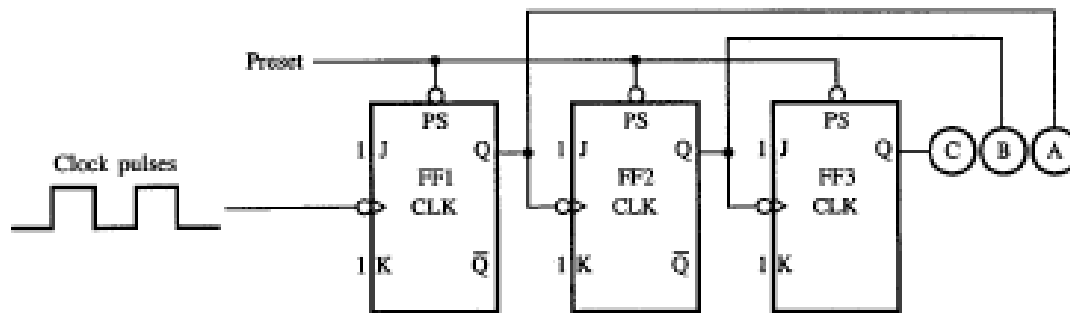 Preset
Clock pulses
PS
1 J Q
FF1
CLK
1 K Q̅
PS
1 J Q
FF2
CLK
1 K Q̅
PS
1 J Q
FF3
CLK
1 K
C B A